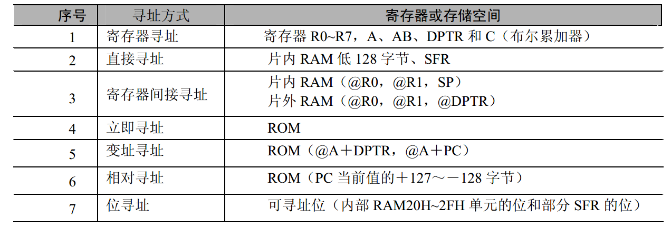 序号 寻址方式 寄存器或存储空间
1 寄存器寻址 寄存器 R0~R7，A、AB、DPTR 和 C（布尔累加器）
2 直接寻址 片内 RAM 低 128 字节、SFR
3 寄存器间接寻址 片内 RAM（@R0，@R1，SP）
片外 RAM（@R0，@R1，@DPTR）
4 立即寻址 ROM
5 变址寻址 ROM（@A＋DPTR，@A＋PC）
6 相对寻址 ROM（PC 当前值的＋127～－128 字节）
7 位寻址 可寻址位（内部 RAM20H~2FH 单元的位和部分 SFR 的位）